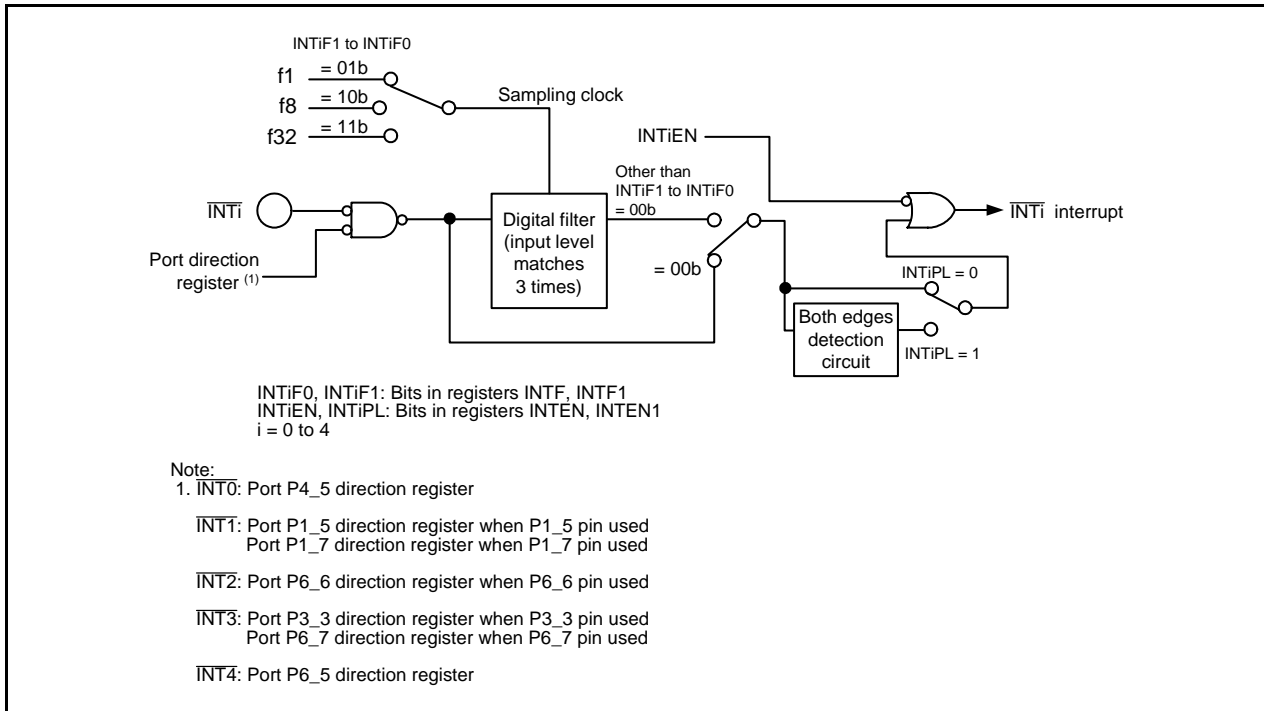 INTiF1 to INTiF0
f1
= 01b
f8
= 10b
f32
= 11b
Sampling clock
INTiEN
Other than
INTiF1 to INTiF0
= 00b
INTi
Digital filter
(input level
matches
3 times)
INTi interrupt
Port direction
register (1)
= 00b
INTiPL = 0
Both edges
detection
circuit
INTiPL = 1
INTiF0, INTiF1: Bits in registers INTF, INTF1
INTiEN, INTiPL: Bits in registers INTEN, INTEN1
i = 0 to 4
Note:
1. INT0: Port P4_5 direction register
INT1: Port P1_5 direction register when P1_5 pin used
Port P1_7 direction register when P1_7 pin used
INT2: Port P6_6 direction register when P6_6 pin used
INT3: Port P3_3 direction register when P3_3 pin used
Port P6_7 direction register when P6_7 pin used
INT4: Port P6_5 direction register